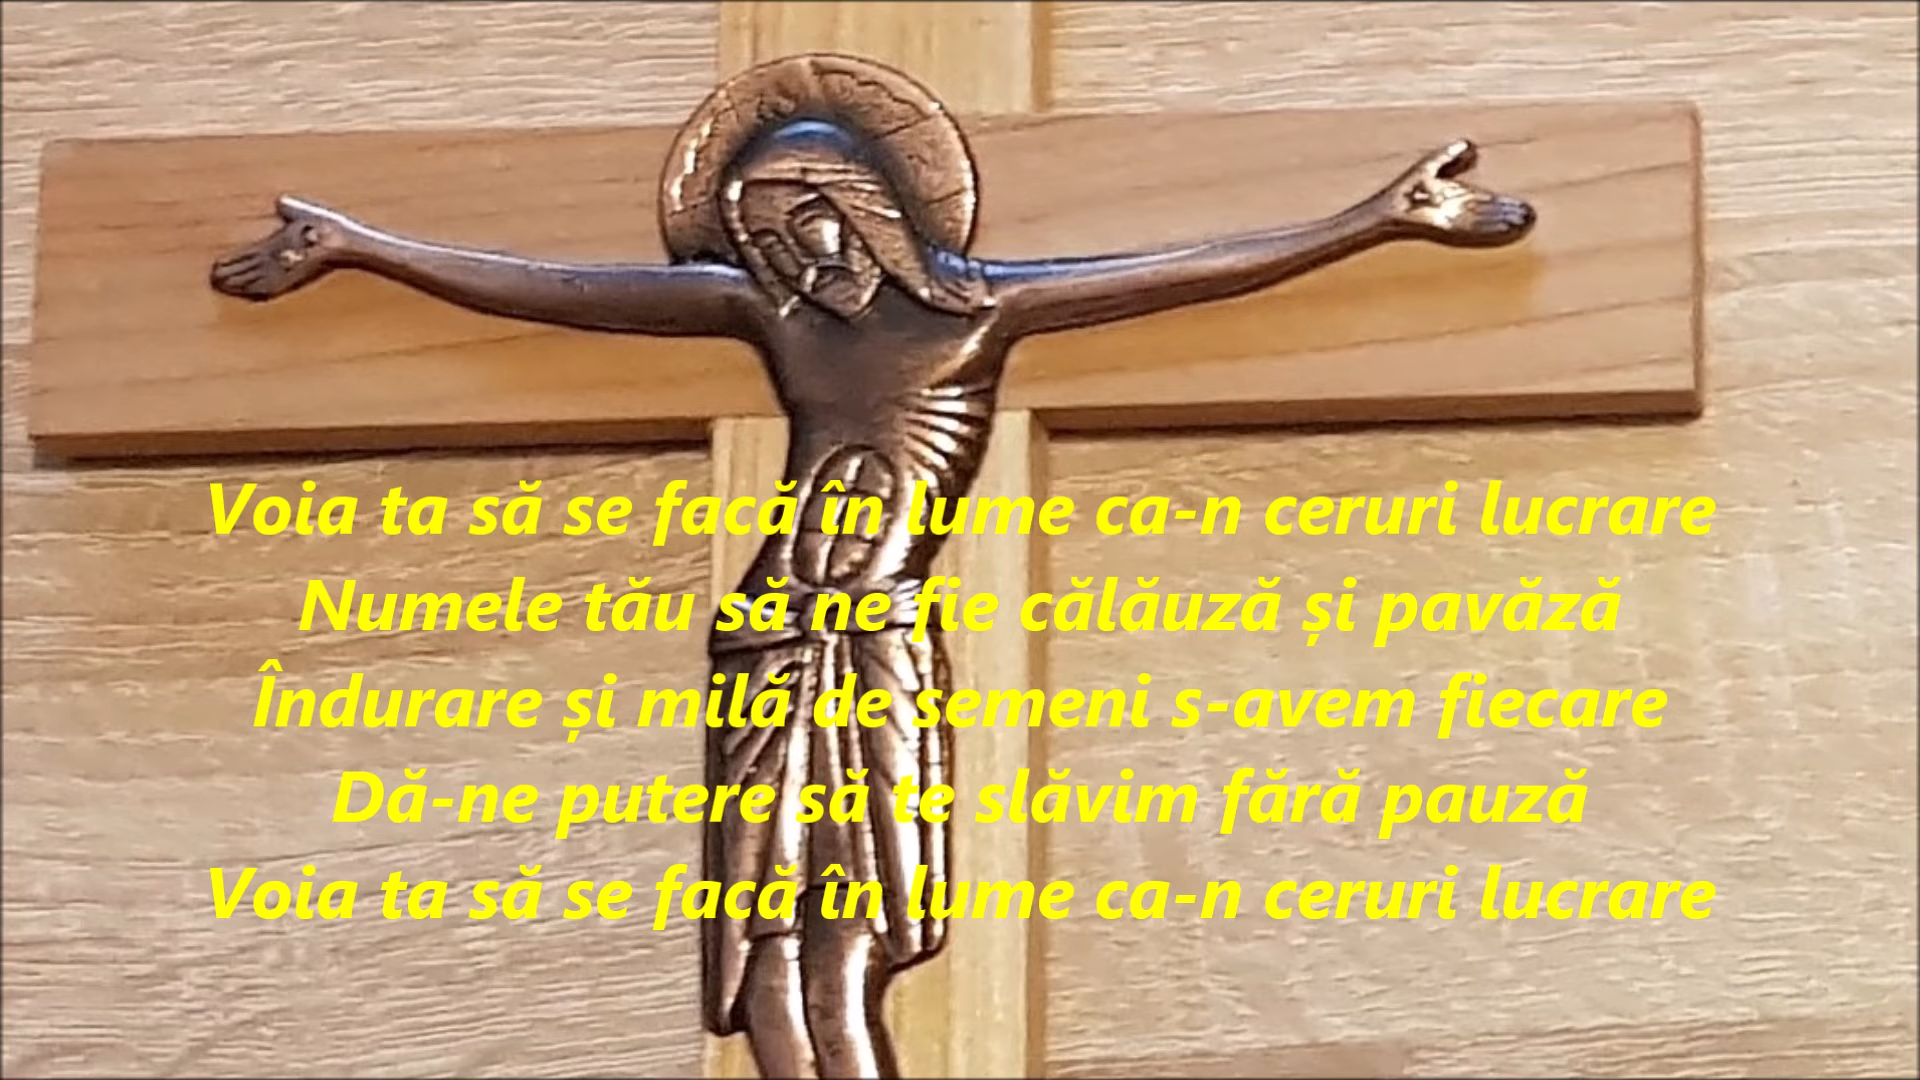 Voia ta să se facă în lume ca-n ceruri lucrare
Numele tău să ne fie călăuză și pavăză
Îndurare și milă de semeni s-avem fiecare
Dă-ne putere să te slăvim fără pauză
Voia ta să se facă în lume ca-n ceruri lucrare